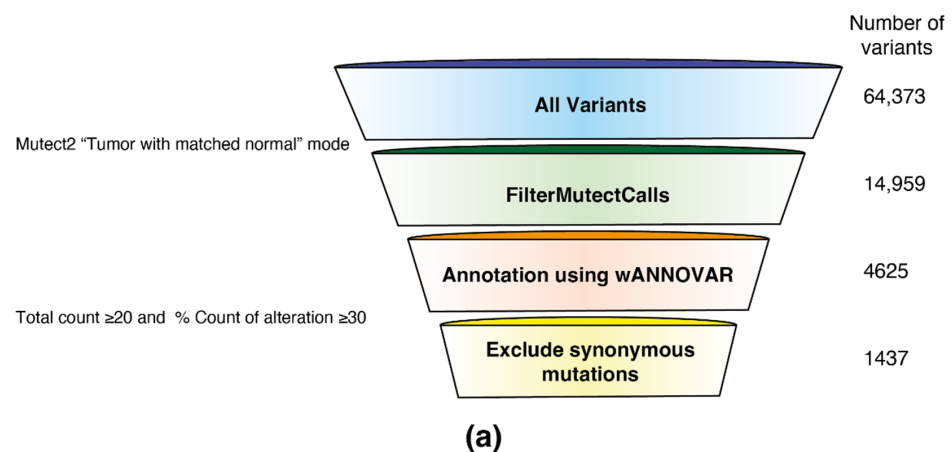 Number of
variants
All Variants
64,373
Mutect2 “Tumor with matched normal” mode
FilterMutectCalls
14,959
Annotation using wANNOVAR
4625
Total count ≥20 and % Count of alteration ≥30
Exclude synonymous
mutations
1437
(a)